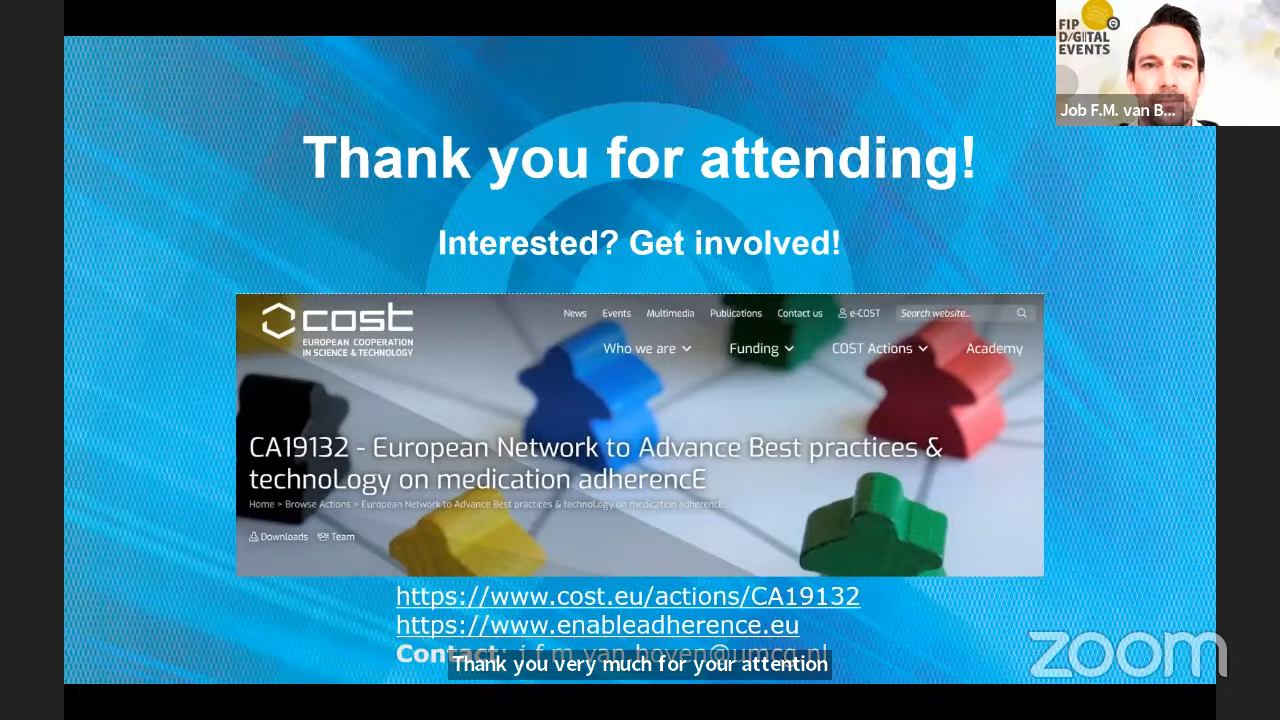 FIP
DIGITAL
EVENTS
Job F.M. van B...
Thank you for attending!
Interested? Get involved!
cost
EUROPEAN COOPERATION
IN SCIENCE & TECHNOLOGY
News Events Multimedia Publications Contact us e-COST Search website...
Who we are Funding COST Actions Academy
CA19132 - European Network to Advance Best practices &
technoLogy on medication adherencE
Home > Browse Actions > European Network to Advance Best practices & technoLogy on medication adherencE
Downloads Team
https://www.cost.eu/actions/CA19132
https://www.enableadherence.eu
Contact: j.f.m.van.boven@umcg.nl
Thank you very much for your attention
zoom